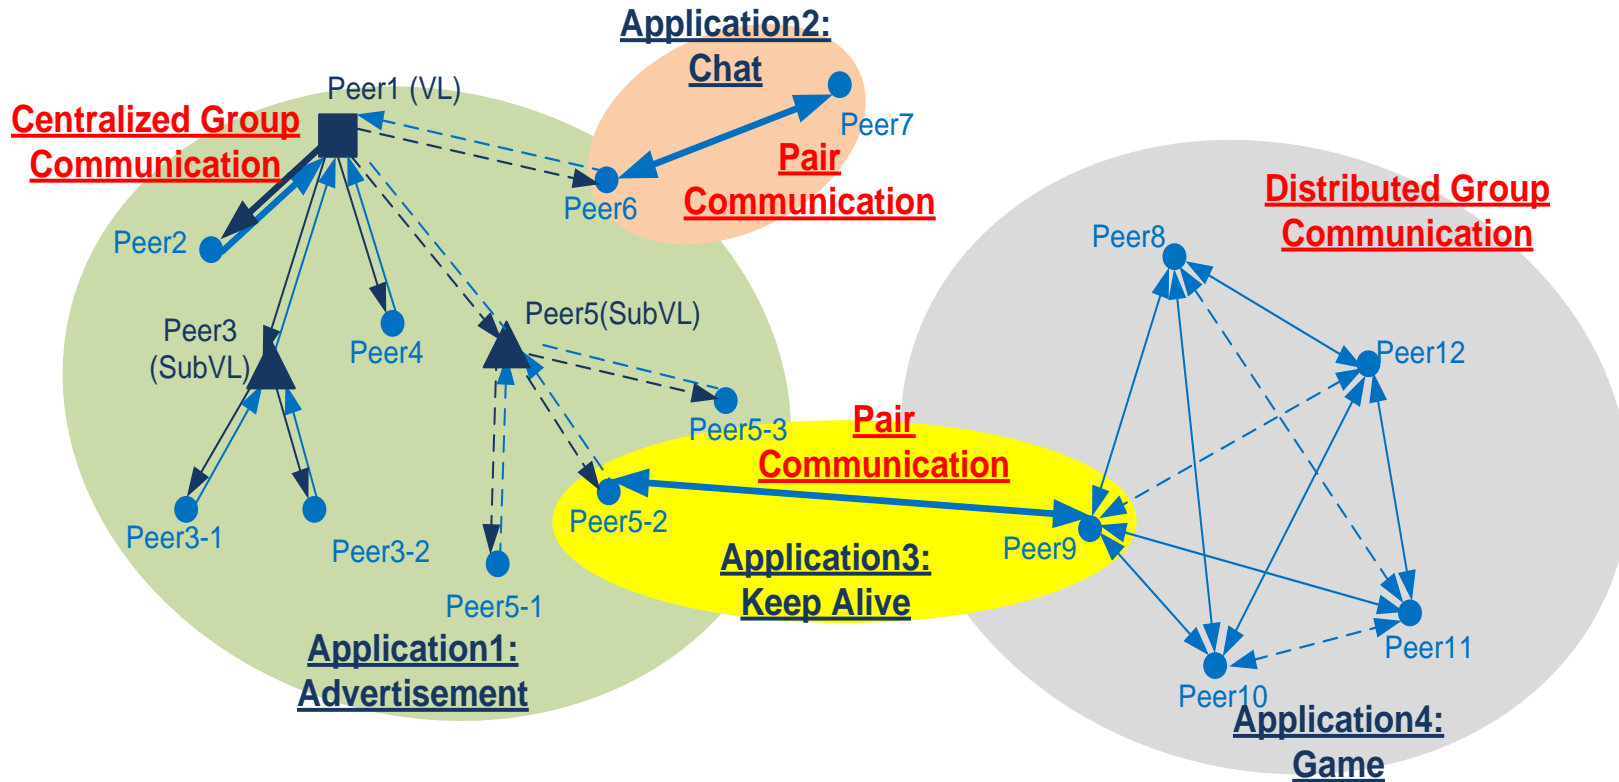 Application2:
Chat
Peer1 (VL)
Centralized Group
Communication
Peer7
Pair
Communication
Peer6
Peer2
Distributed Group
Communication
Peer8
Peer3
(SubVL)
Peer4
Peer5(SubVL)
Peer12
Peer5-3
Pair
Communication
Peer3-1
Peer3-2
Peer5-2
Peer9
Peer5-1
Application3:
Keep Alive
Application1:
Advertisement
Peer11
Peer10
Application4:
Game